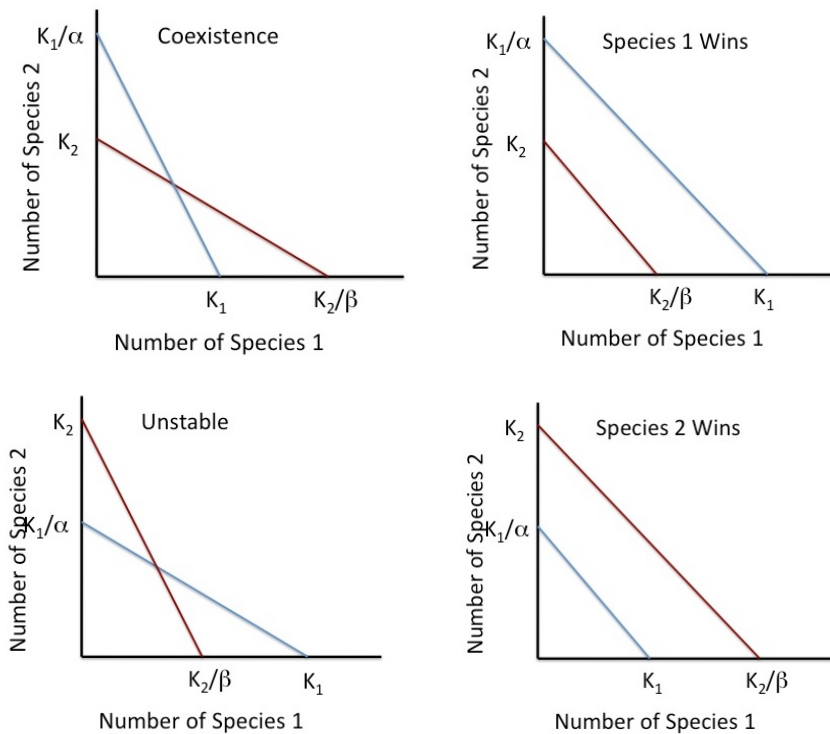 Coexistence
K₁/α
K₂
Number of Species 2
K₁
K₂/β
Number of Species 1
Species 1 Wins
K₁/α
K₂
Number of Species 2
K₂/β
K₁
Number of Species 1
Unstable
K₂
K₁/α
Number of Species 2
K₂/β
K₁
Number of Species 1
Species 2 Wins
K₂
K₁/α
Number of Species 2
K₁
K₂/β
Number of Species 1